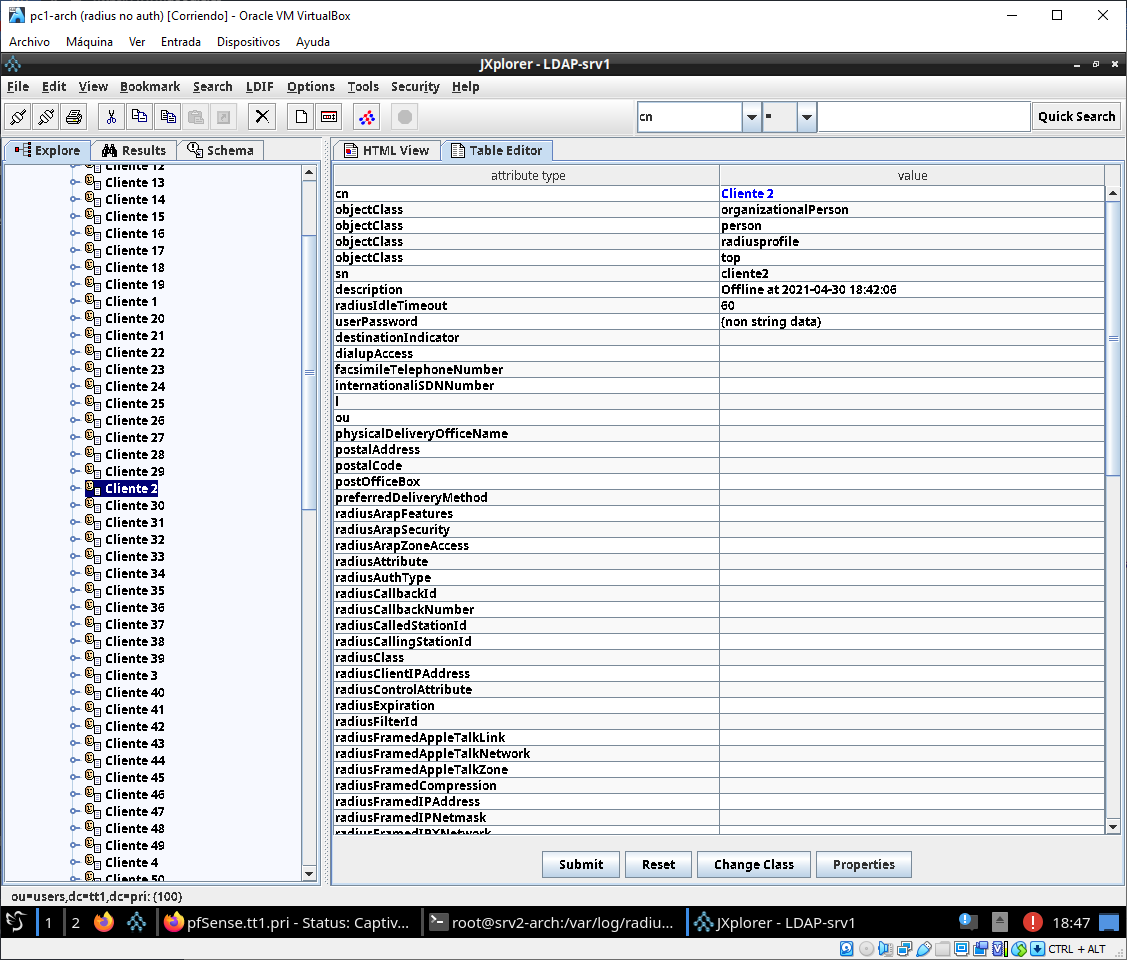 pc1-arch (radius no auth) [Corriendo] - Oracle VM VirtualBox
Archivo Máquina Ver Entrada Dispositivos Ayuda
JXplorer - LDAP-srv1
File Edit View Bookmark Search LDIF Options Tools Security Help
cn = Quick Search
Explore Results Schema
HTML View Table Editor
Cliente 12
Cliente 13
Cliente 14
Cliente 15
Cliente 16
Cliente 17
Cliente 18
Cliente 19
Cliente 1
Cliente 20
Cliente 21
Cliente 22
Cliente 23
Cliente 24
Cliente 25
Cliente 26
Cliente 27
Cliente 28
Cliente 29
Cliente 2
Cliente 30
Cliente 31
Cliente 32
Cliente 33
Cliente 34
Cliente 35
Cliente 36
Cliente 37
Cliente 38
Cliente 39
Cliente 3
Cliente 40
Cliente 41
Cliente 42
Cliente 43
Cliente 44
Cliente 45
Cliente 46
Cliente 47
Cliente 48
Cliente 49
Cliente 4
Cliente 50
attribute type value
cn Cliente 2
objectClass organizationalPerson
objectClass person
objectClass radiusprofile
objectClass top
sn cliente2
description Offline at 2021-04-30 18:42:06
radiusIdleTimeout 60
userPassword (non string data)
destinationIndicator
dialupAccess
facsimileTelephoneNumber
internationaliSDNNumber
l
ou
physicalDeliveryOfficeName
postalAddress
postalCode
postOfficeBox
preferredDeliveryMethod
radiusArapFeatures
radiusArapSecurity
radiusArapZoneAccess
radiusAttribute
radiusAuthType
radiusCallbackId
radiusCallbackNumber
radiusCalledStationId
radiusCallingStationId
radiusClass
radiusClientIPAddress
radiusControlAttribute
radiusExpiration
radiusFilterId
radiusFramedAppleTalkLink
radiusFramedAppleTalkNetwork
radiusFramedAppleTalkZone
radiusFramedCompression
radiusFramedIPAddress
radiusFramedIPNetmask
radiusFramedIPXNetwork
Submit Reset Change Class Properties
ou=users,dc=tt1,dc=pri: (100)
1 2 pfSense.tt1.pri - Status: Captiv... root@srv2-arch:/var/log/radiu... JXplorer - LDAP-srv1 18:47
CTRL + ALT